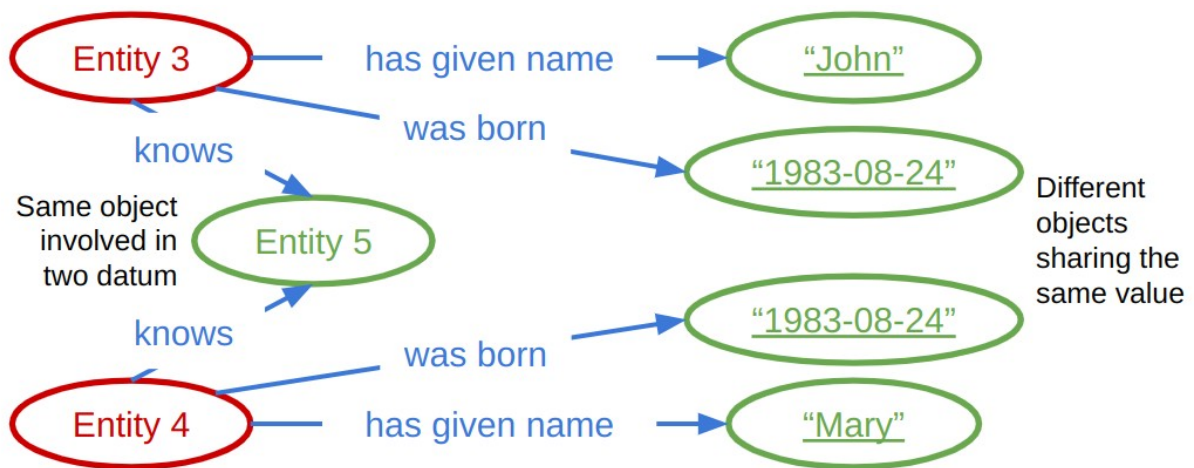 Entity 3
has given name
“John”
was born
“1983-08-24”
knows
Same object
involved in
two datum
Entity 5
Different
objects
sharing the
same value
knows
was born
“1983-08-24”
Entity 4
has given name
“Mary”